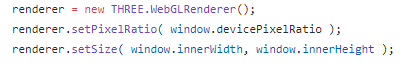 renderer = new THREE.WebGLRenderer();
renderer.setPixelRatio( window.devicePixelRatio );
renderer.setSize( window.innerWidth, window.innerHeight );